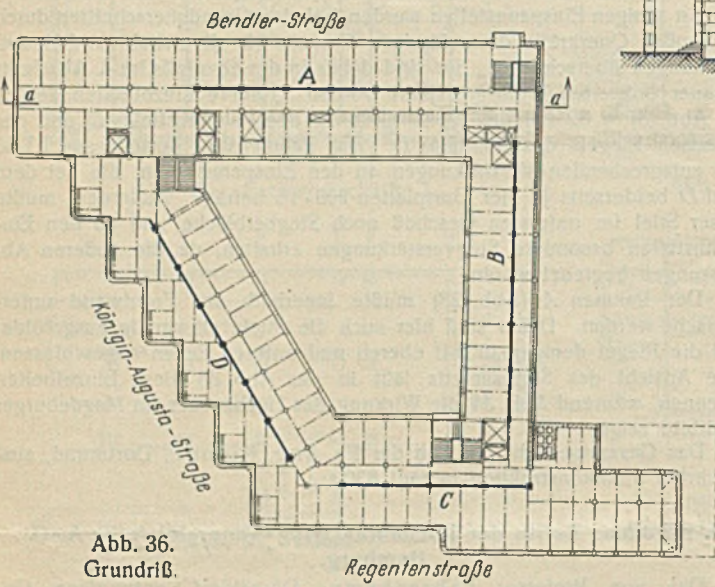 Bendler-Straße
A
a
a
B
Königin-Augusta-Straße
D
C
Abb. 36.
Grundriß.
Regentenstraße